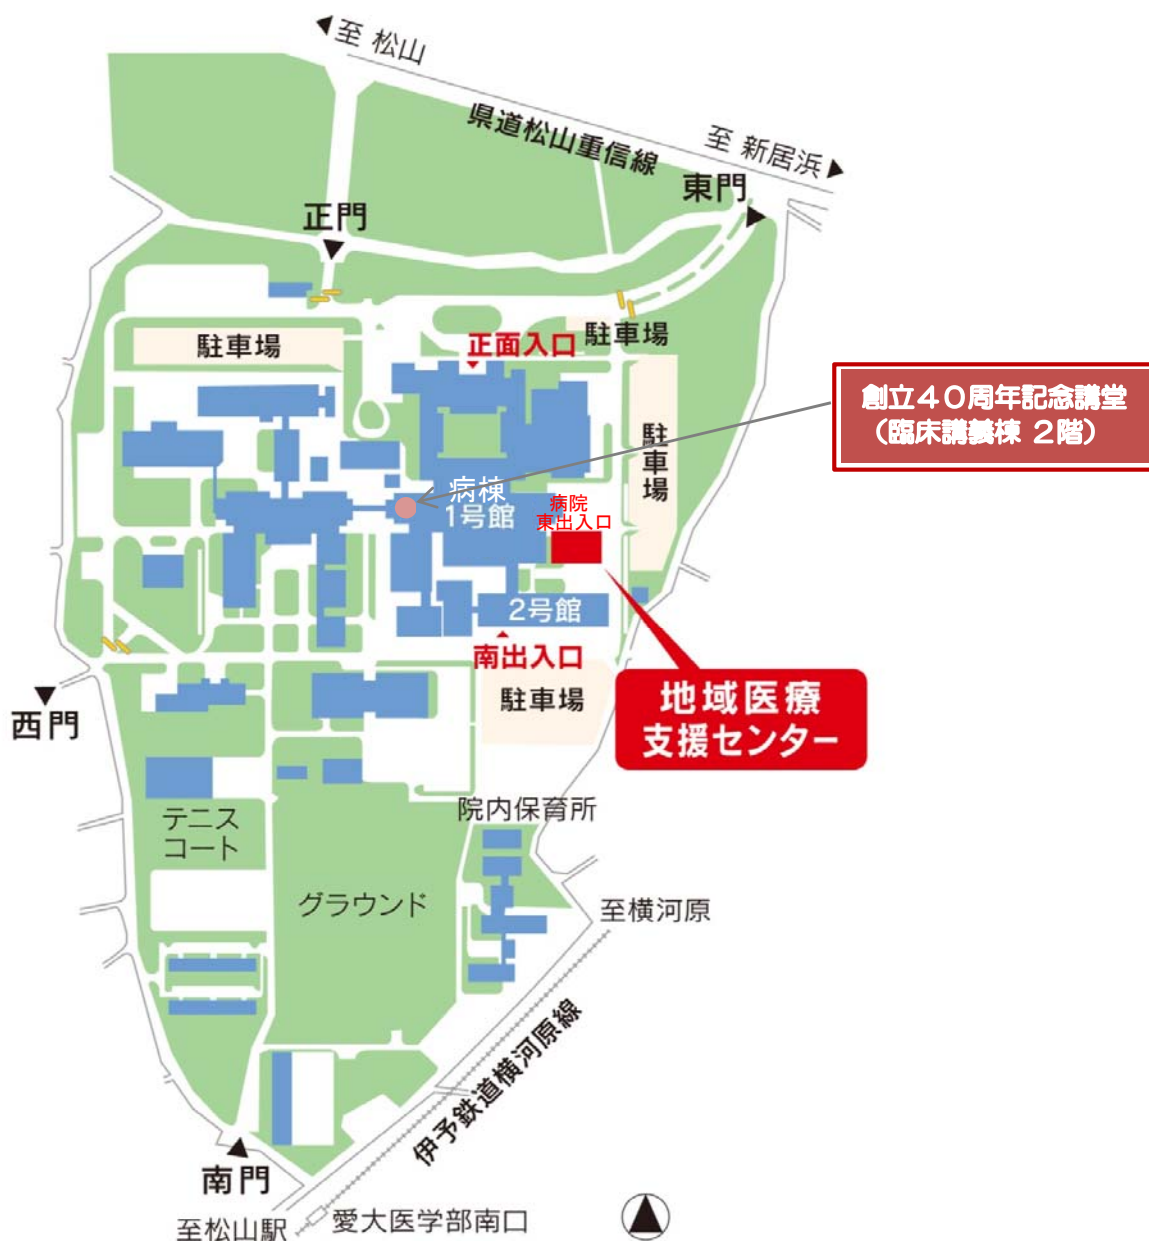 至 松山
県道松山重信線
至 新居浜
東門
正門
駐車場
正面入口
駐車場
創立40周年記念講堂
（臨床講義棟 2階）
駐
車
場
病棟
1号館
病院
東出入口
2号館
南出入口
駐車場
地域医療
支援センター
西門
院内保育所
テニス
コート
グラウンド
至横河原
伊予鉄道横河原線
南門
至松山駅
愛大医学部南口